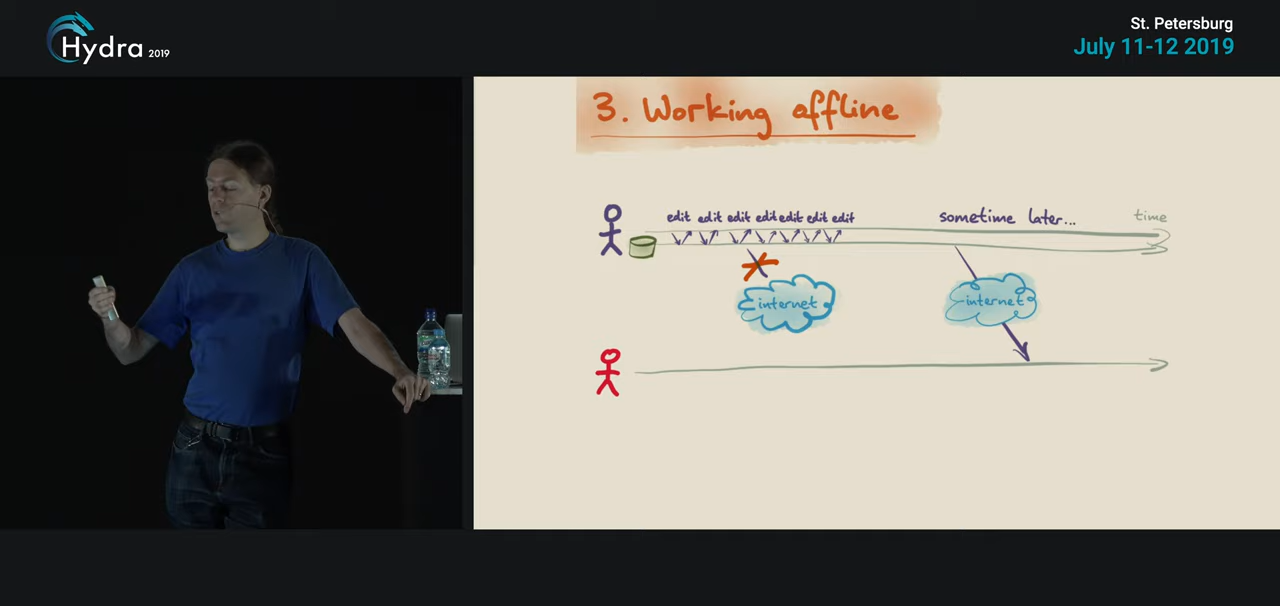 Hydra 2019
St. Petersburg
July 11-12 2019
3. Working offline
edit edit edit edit edit edit edit
sometime later...
time
internet
internet